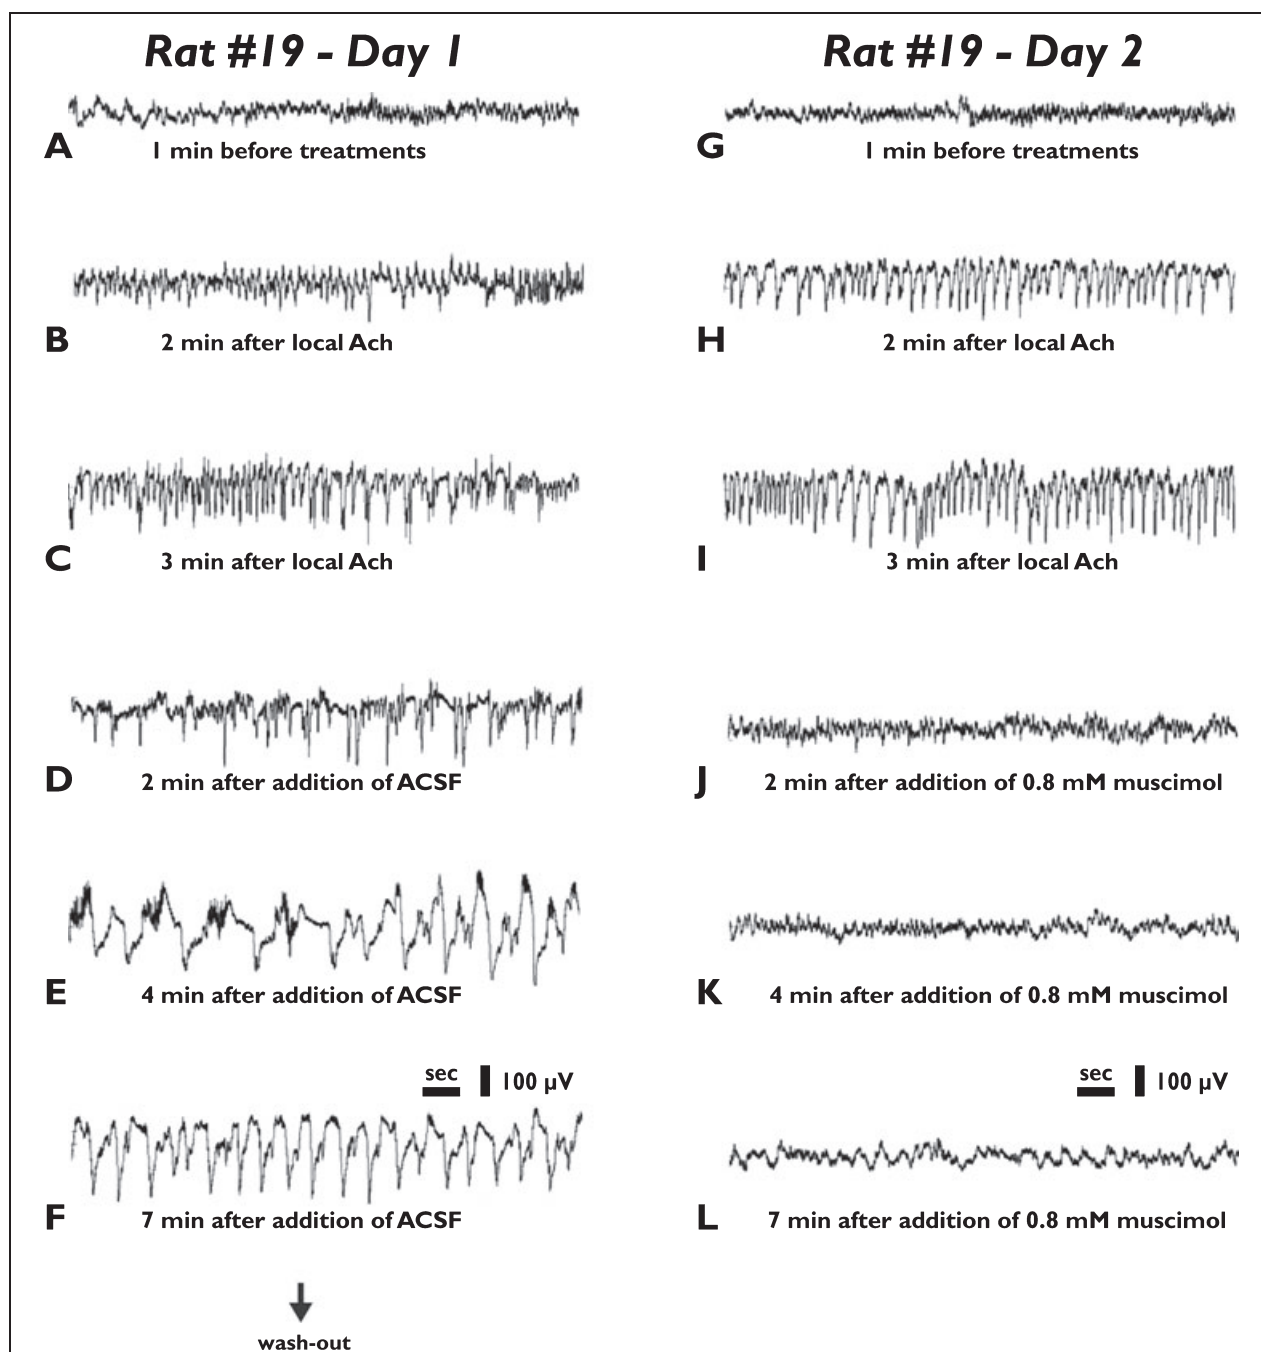 Rat #19 - Day 1
A
1 min before treatments
B
2 min after local Ach
C
3 min after local Ach
D
2 min after addition of ACSF
E
4 min after addition of ACSF
sec
100 µV
F
7 min after addition of ACSF
wash-out
Rat #19 - Day 2
G
1 min before treatments
H
2 min after local Ach
I
3 min after local Ach
J
2 min after addition of 0.8 mM muscimol
K
4 min after addition of 0.8 mM muscimol
sec
100 µV
L
7 min after addition of 0.8 mM muscimol